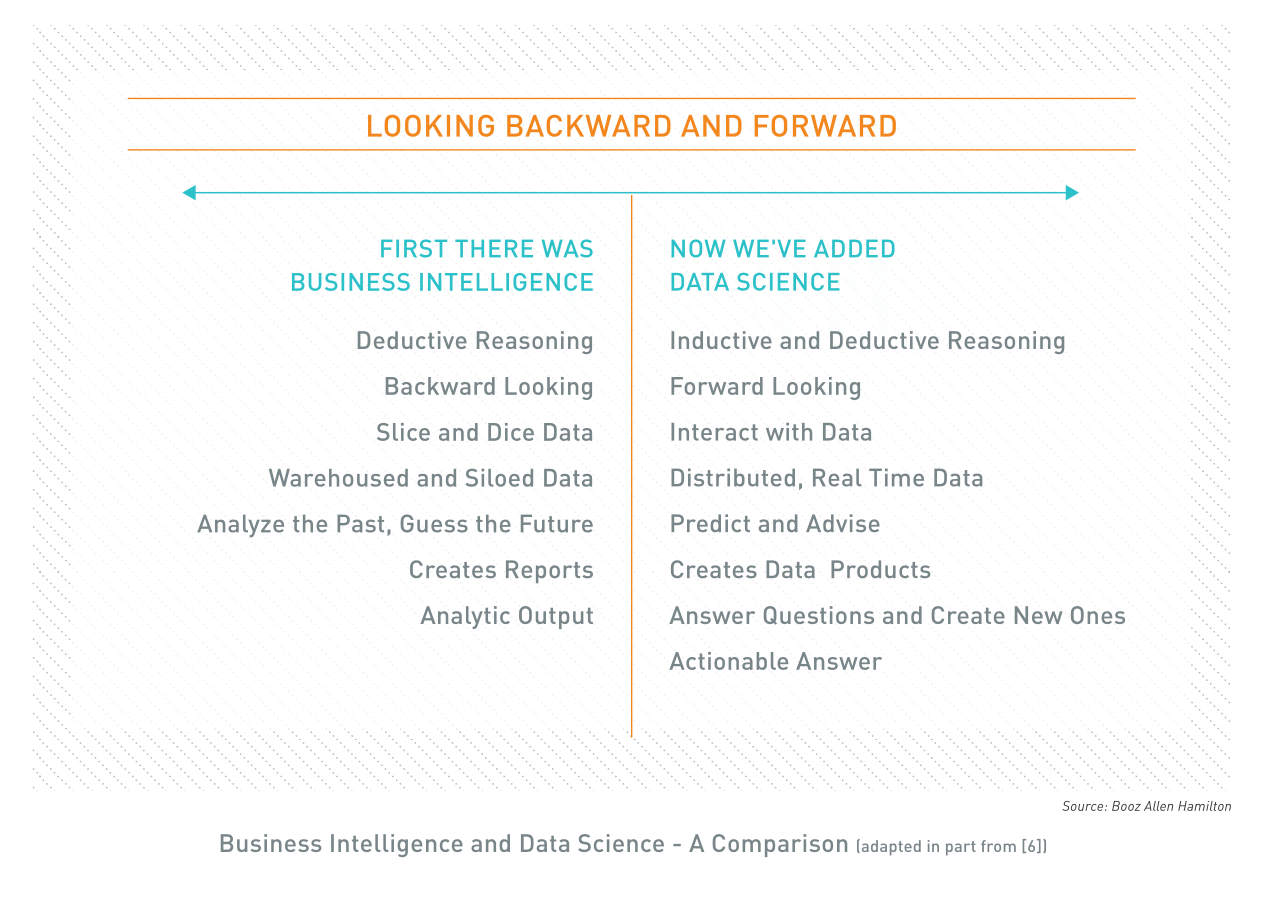 LOOKING BACKWARD AND FORWARD
FIRST THERE WAS
BUSINESS INTELLIGENCE
Deductive Reasoning
Backward Looking
Slice and Dice Data
Warehoused and Siloed Data
Analyze the Past, Guess the Future
Creates Reports
Analytic Output
NOW WE'VE ADDED
DATA SCIENCE
Inductive and Deductive Reasoning
Forward Looking
Interact with Data
Distributed, Real Time Data
Predict and Advise
Creates Data  Products
Answer Questions and Create New Ones
Actionable Answer
Source: Booz Allen Hamilton
Business Intelligence and Data Science - A Comparison (adapted in part from [6])